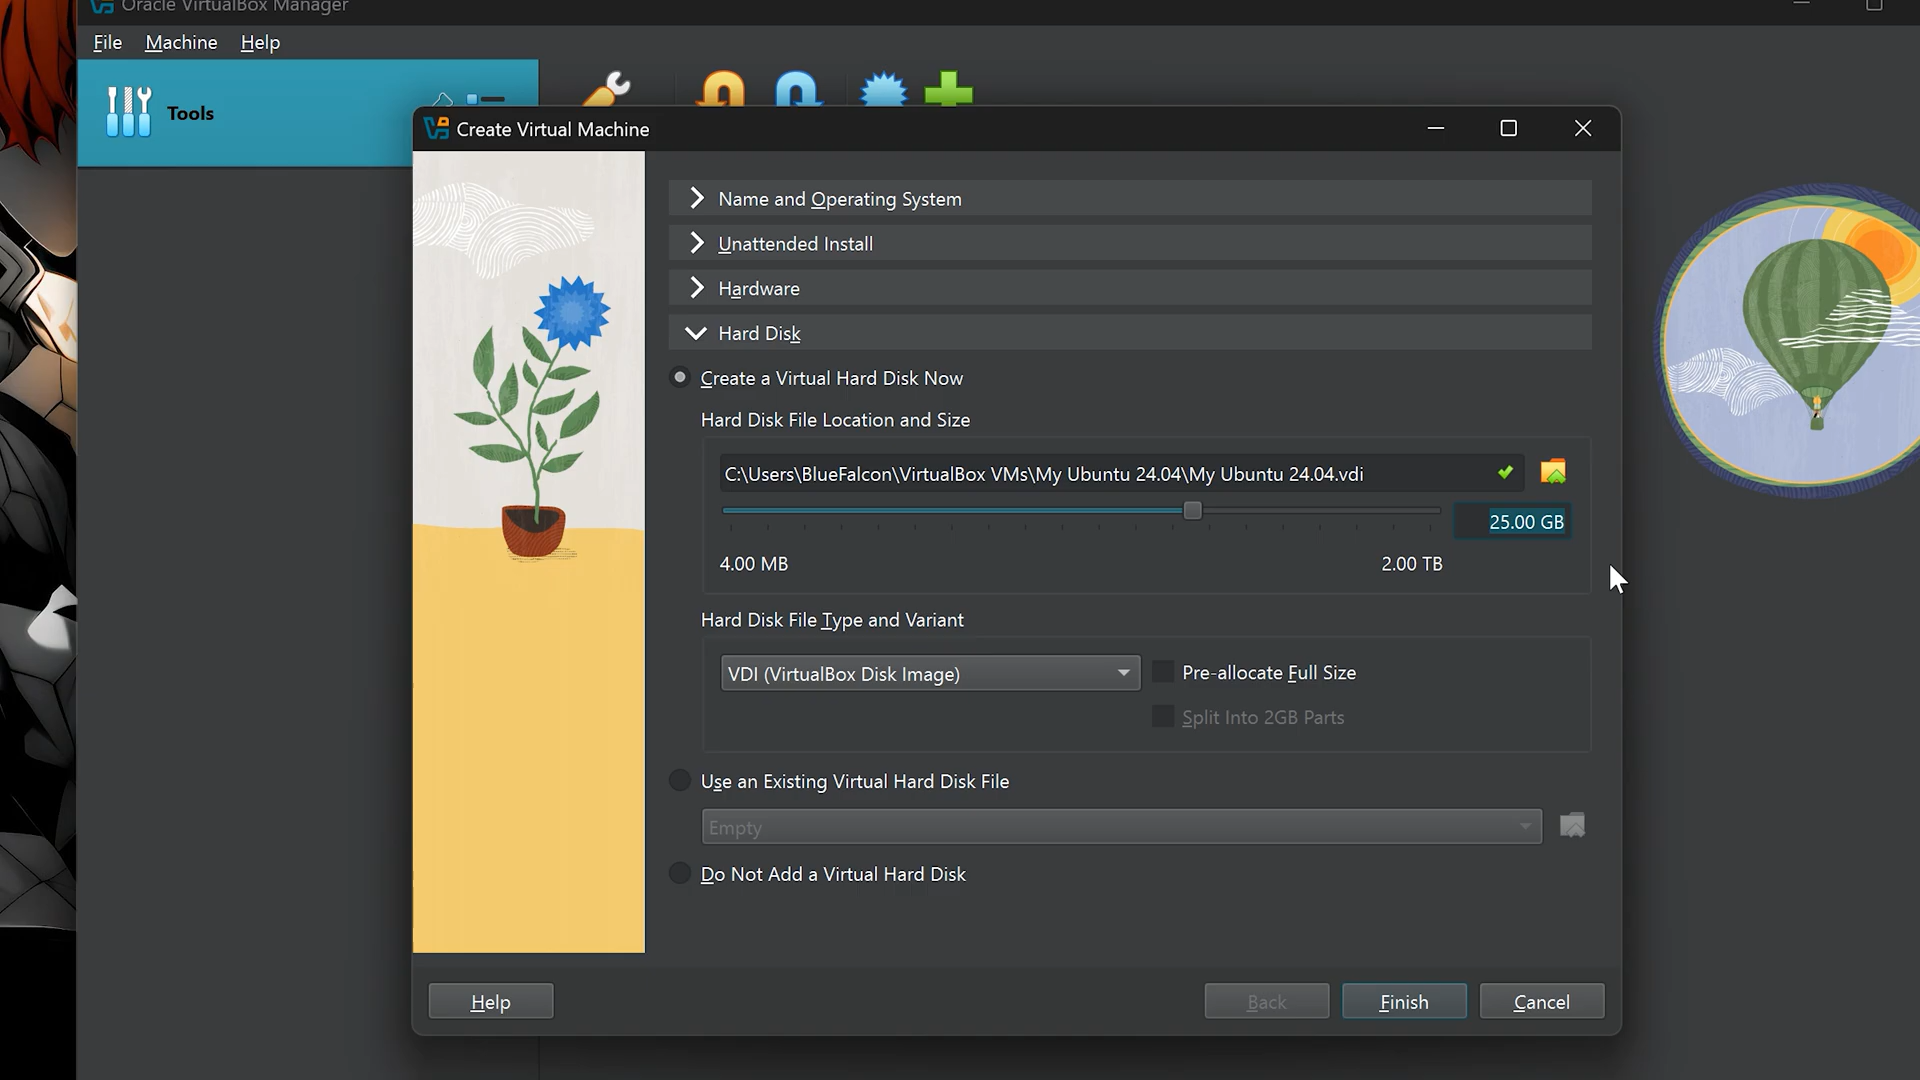 Oracle VirtualBox Manager
File Machine Help
Tools
Create Virtual Machine
Name and Operating System
Unattended Install
Hardware
Hard Disk
Create a Virtual Hard Disk Now
Hard Disk File Location and Size
C:\Users\BlueFalcon\VirtualBox VMs\My Ubuntu 24.04\My Ubuntu 24.04.vdi
25.00 GB
4.00 MB 2.00 TB
Hard Disk File Type and Variant
VDI (VirtualBox Disk Image) Pre-allocate Full Size
Split Into 2GB Parts
Use an Existing Virtual Hard Disk File
Empty
Do Not Add a Virtual Hard Disk
Help Back Finish Cancel